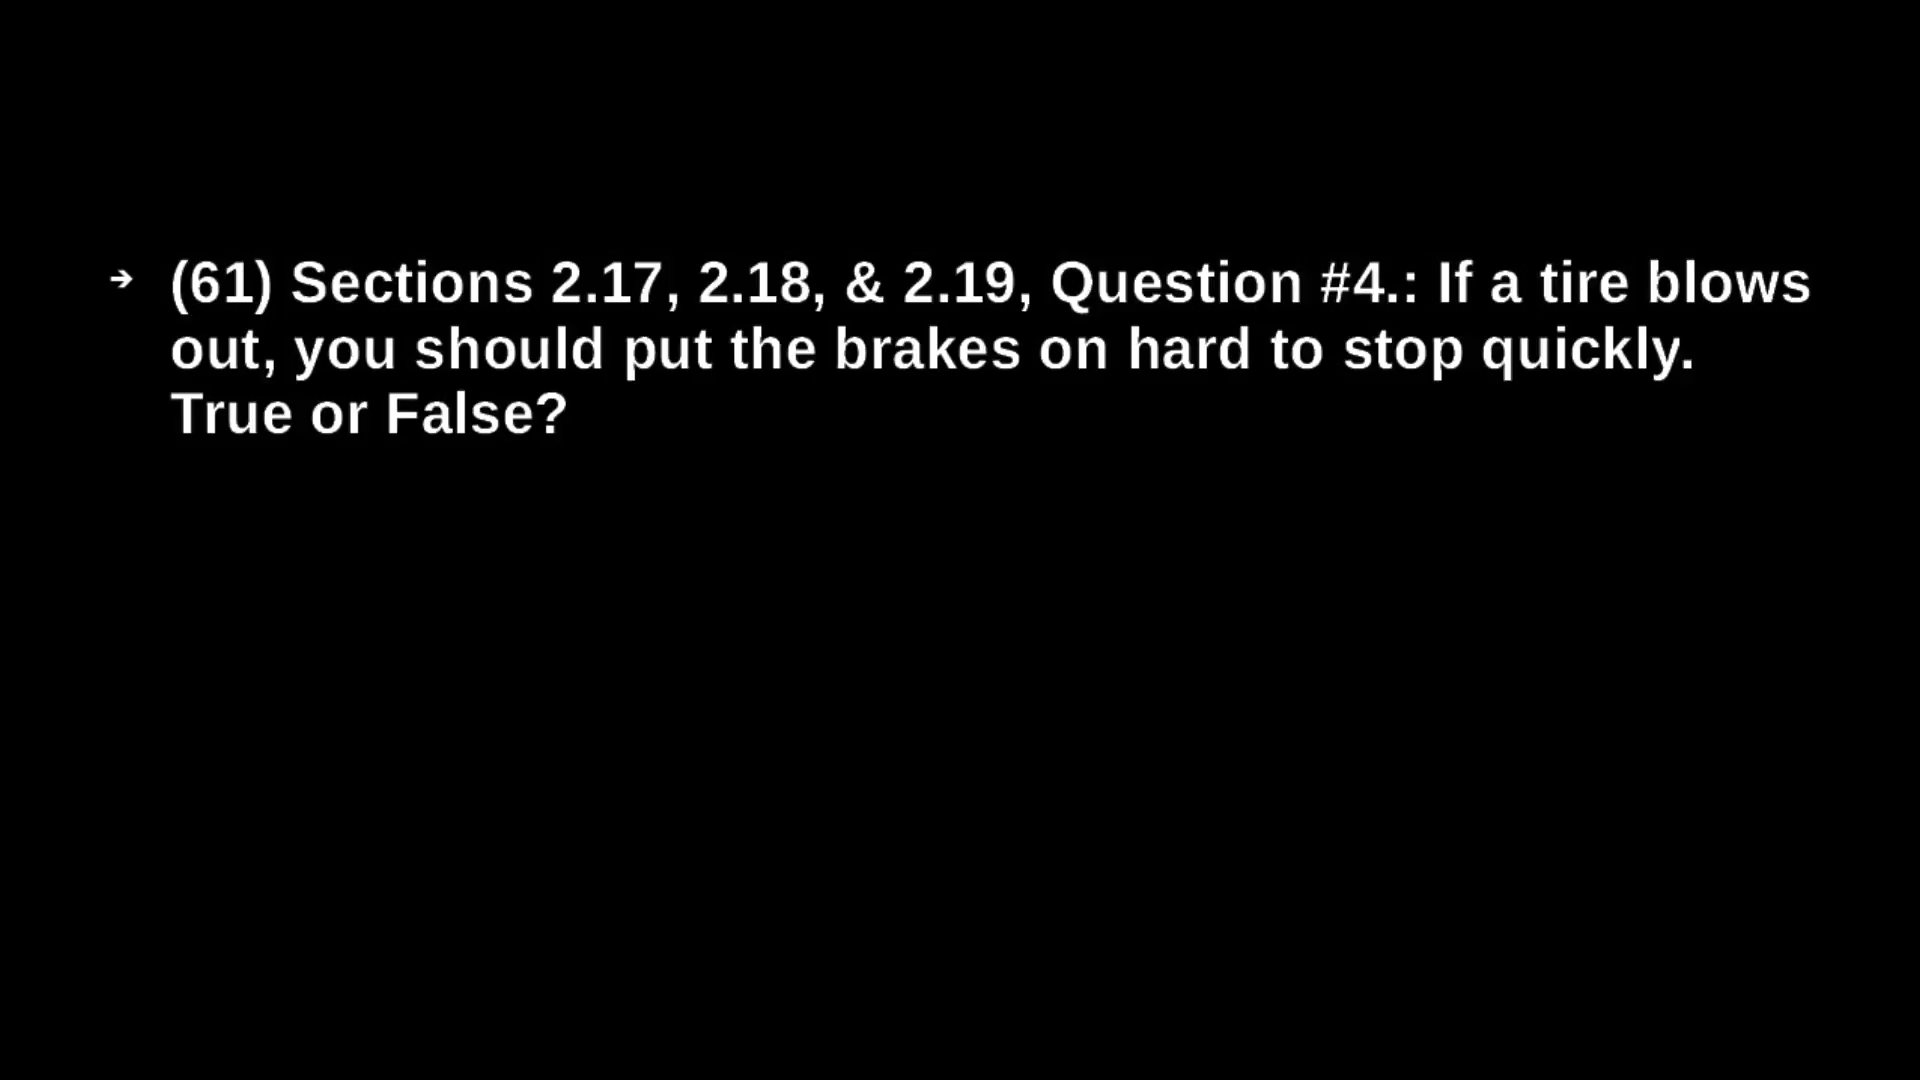 ➔ (61) Sections 2.17, 2.18, & 2.19, Question #4.: If a tire blows
out, you should put the brakes on hard to stop quickly.
True or False?